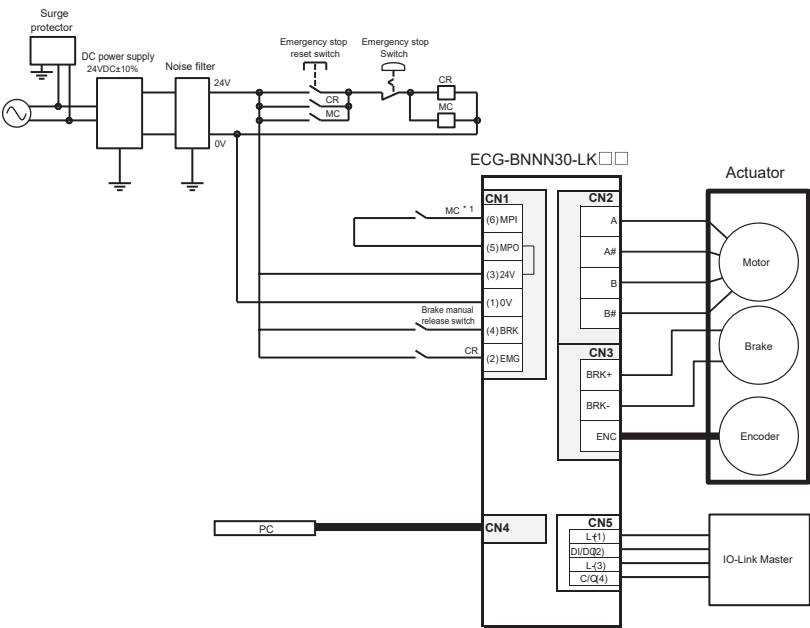 Surge
protector
DC power supply
24VDC±10%
Noise filter
Emergency stop
reset switch
Emergency stop
Switch
24V
CR
MC
CR
MC
0V
ECG-BNNN30-LK□□
Actuator
CN1
CN2
MC *1
(6)MPI
(5)MPO
(3)24V
(1)0V
Brake manual
release switch
(4)BRK
CR
(2)EMG
A
A#
B
B#
Motor
CN3
BRK+
BRK-
ENC
Brake
Encoder
PC
CN4
CN5
L+(1)
DI/DO(2)
L-(3)
C/Q(4)
IO-Link Master